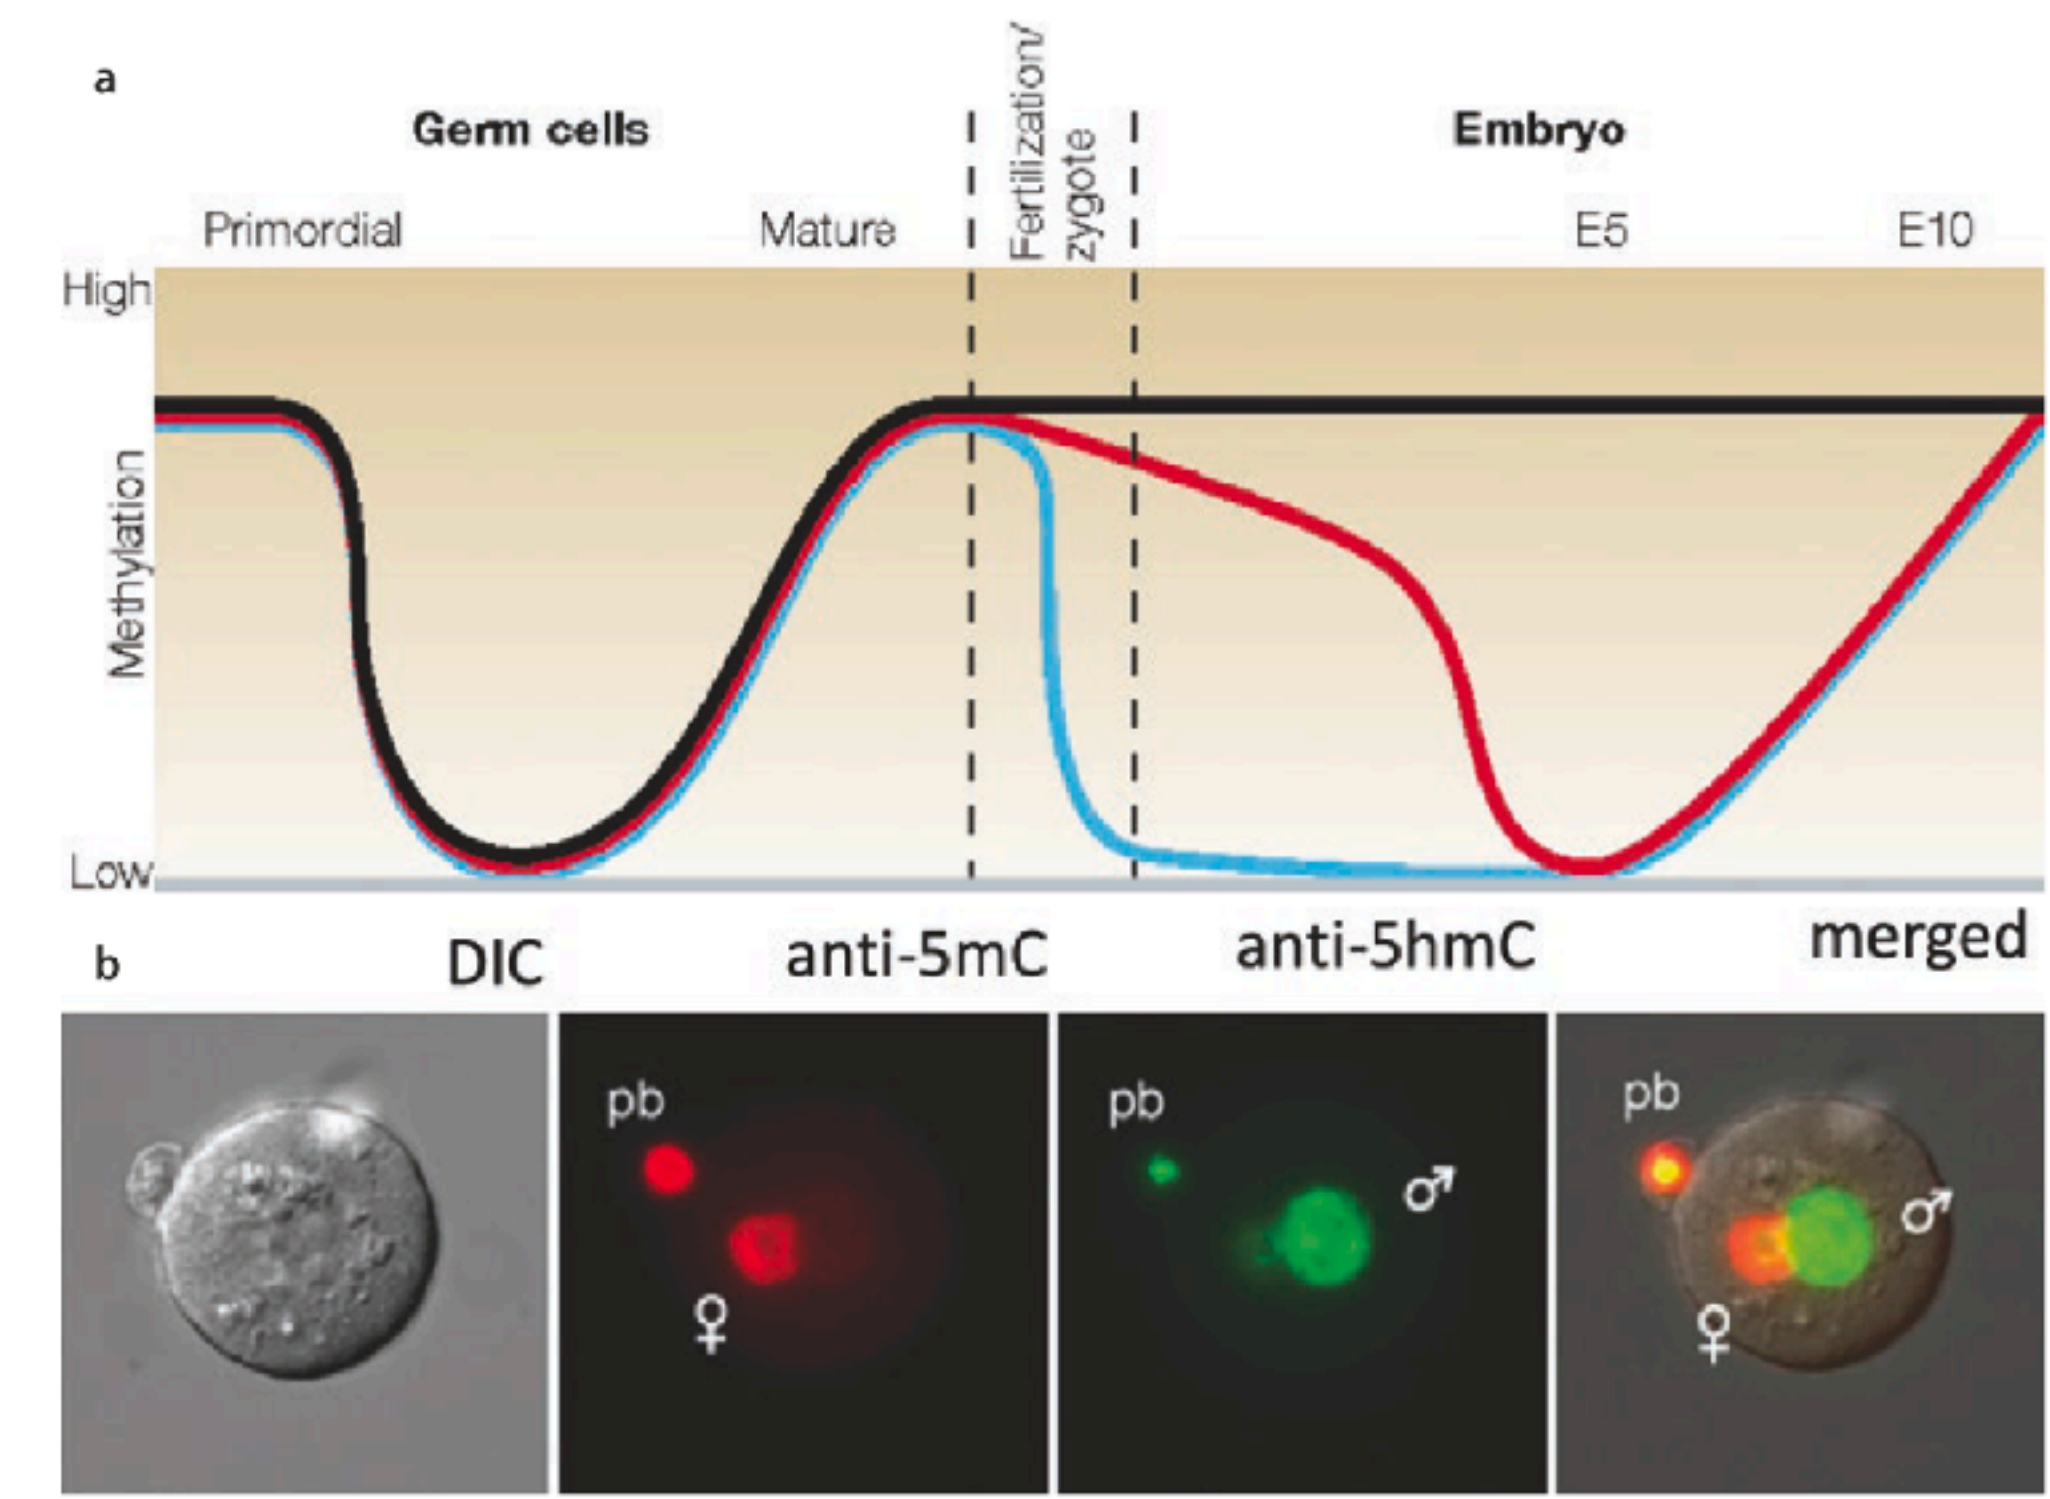 a
Germ cells
Fertilization/
zygote
Embryo
Primordial
Mature
E5
E10
High
Methylation
Low
b
DIC
anti-5mC
anti-5hmC
merged
pb
♀
pb
♂
pb
♂
♀